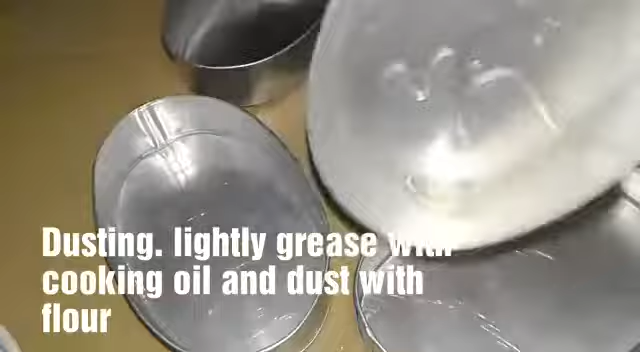 Dusting. lightly grease with
cooking oil and dust with
flour